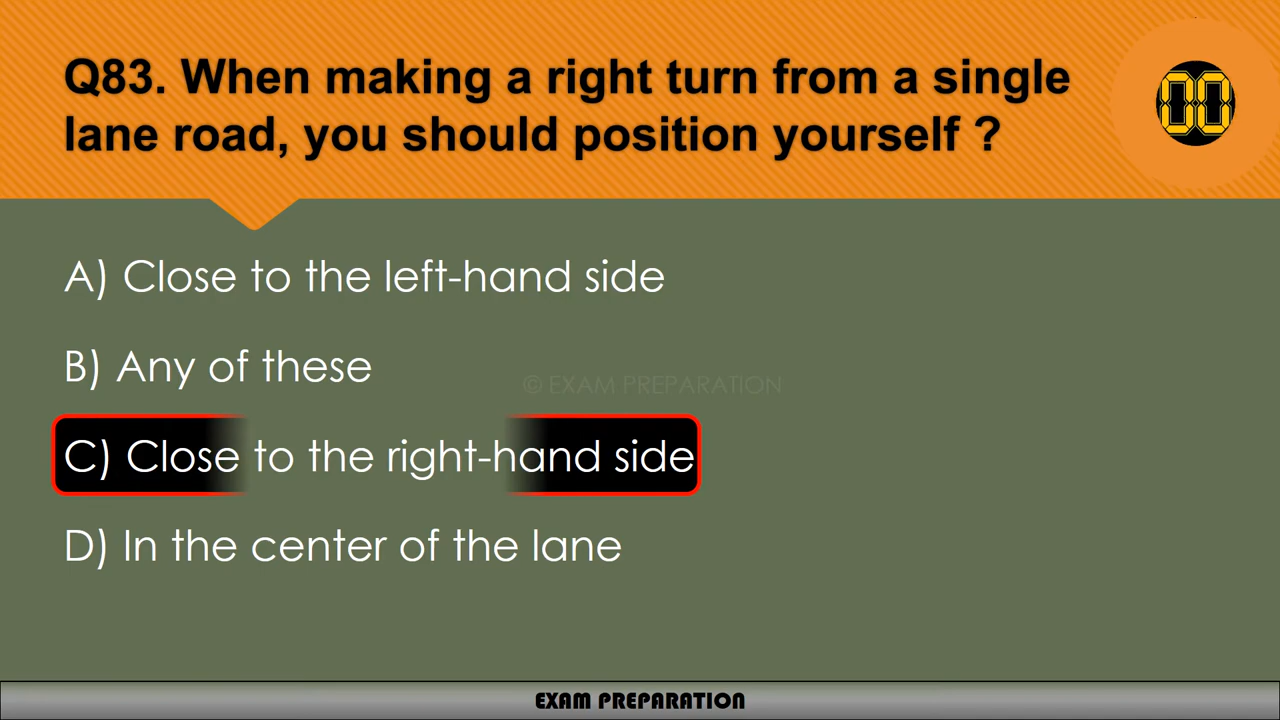 Q83. When making a right turn from a single
lane road, you should position yourself ?
00
A) Close to the left-hand side
B) Any of these
© EXAM PREPARATION
C) Close to the right-hand side
D) In the center of the lane
EXAM PREPARATION